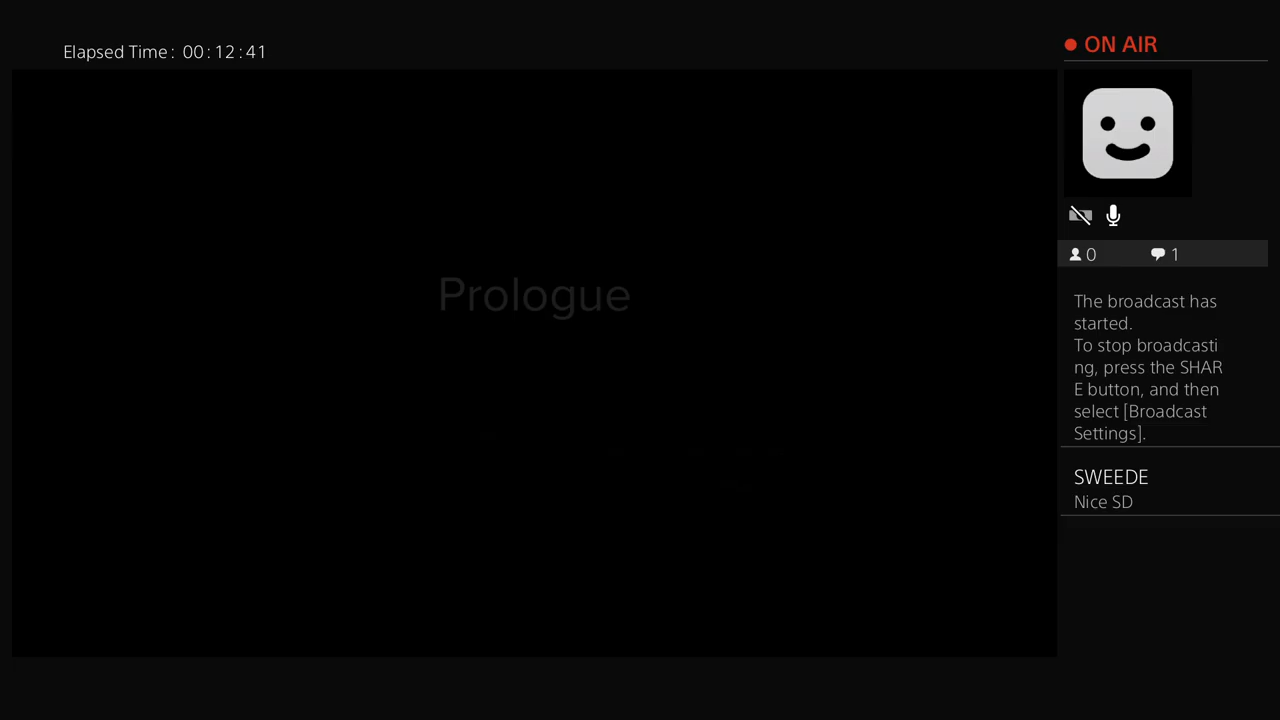 Elapsed Time: 00:12:41
ON AIR
0 1
Prologue
The broadcast has
started.
To stop broadcasti
ng, press the SHAR
E button, and then
select [Broadcast
Settings].
SWEEDE
Nice SD